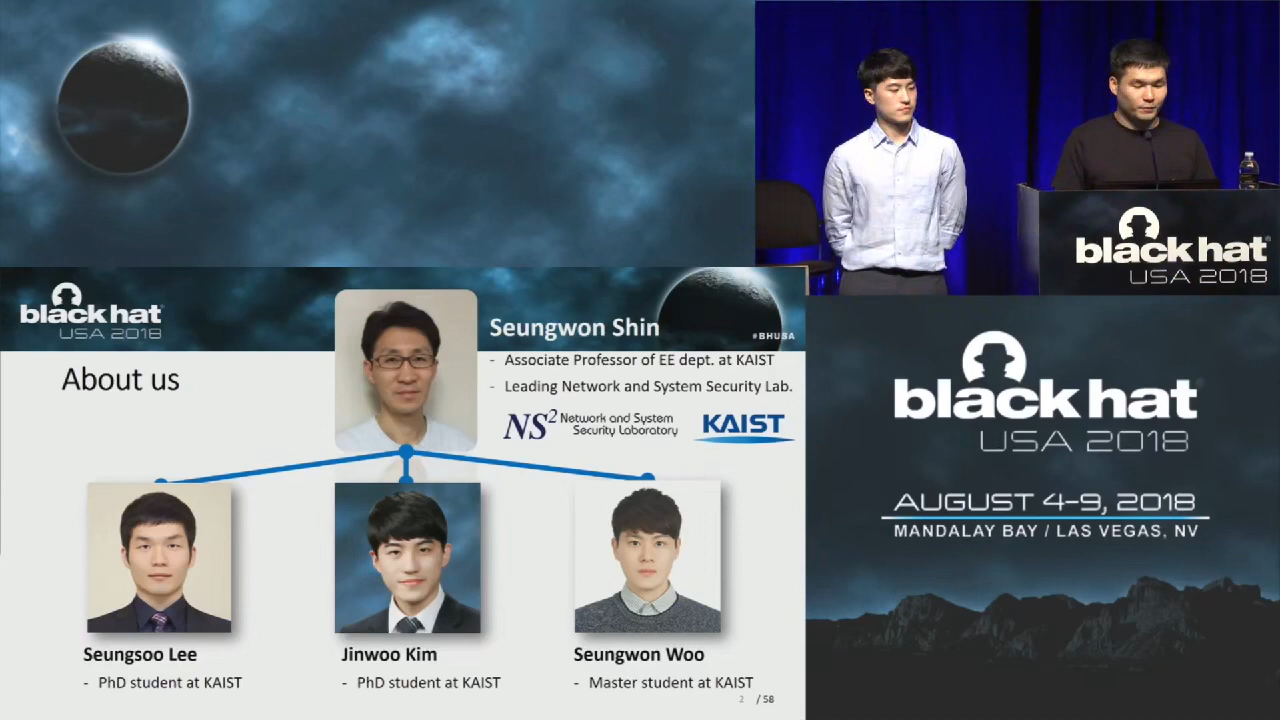 black hat
USA 2018
black hat
USA 2018
#BHUSA
About us
Seungwon Shin
- Associate Professor of EE dept. at KAIST
- Leading Network and System Security Lab.
NS2 Network and System
Security Laboratory
KAIST
Seungsoo Lee
- PhD student at KAIST
Jinwoo Kim
- PhD student at KAIST
Seungwon Woo
- Master student at KAIST
2 / 58
black hat
USA 2018
AUGUST 4-9, 2018
MANDALAY BAY / LAS VEGAS, NV